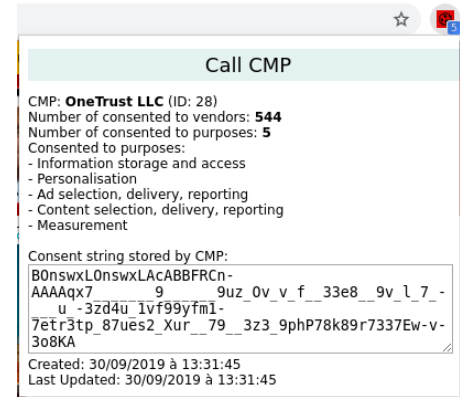 5
Call CMP
CMP: OneTrust LLC (ID: 28)
Number of consented to vendors: 544
Number of consented to purposes: 5
Consented to purposes:
- Information storage and access
- Personalisation
- Ad selection, delivery, reporting
- Content selection, delivery, reporting
- Measurement
Consent string stored by CMP:
BOnswxLOnswxLAcABBFRCn-
AAAAqx7_______9______9uz_Ov_v_f__33e8__9v_l_7_-
___u_-3zd4u_1vf99yfm1-
7etr3tp_87ues2_Xur__79__3z3_9phP78k89r7337Ew-v-
3o8KA
Created: 30/09/2019 à 13:31:45
Last Updated: 30/09/2019 à 13:31:45